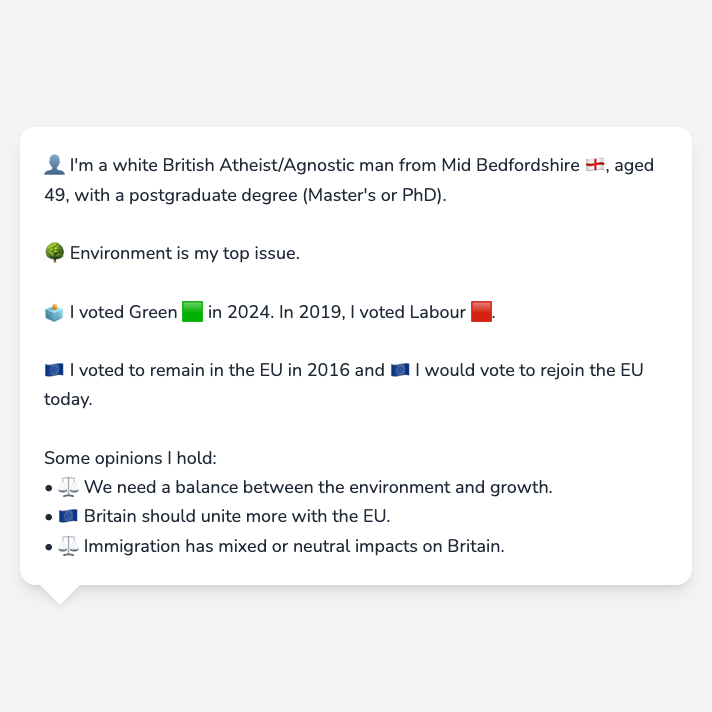 👤 I'm a white British Atheist/Agnostic man from Mid Bedfordshire 🏴󠁧󠁢󠁥󠁮󠁧󠁿, aged
49, with a postgraduate degree (Master's or PhD).
🌳 Environment is my top issue.
🗳️ I voted Green 🟩 in 2024. In 2019, I voted Labour 🟥.
🇪🇺 I voted to remain in the EU in 2016 and 🇪🇺 I would vote to rejoin the EU
today.
Some opinions I hold:
• ⚖️ We need a balance between the environment and growth.
• 🇪🇺 Britain should unite more with the EU.
• ⚖️ Immigration has mixed or neutral impacts on Britain.